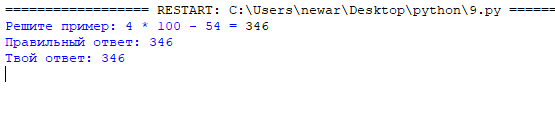 =================== RESTART: C:\Users\newar\Desktop\python\9.py ======
Решите пример: 4 * 100 - 54 = 346
Правильный ответ: 346
Твой ответ: 346